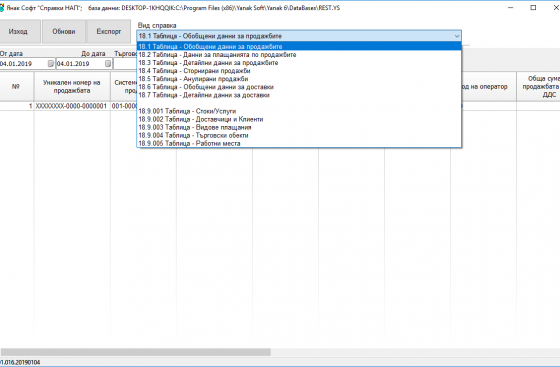 Янак Софт "Справки НАП"; база данни: DESKTOP-1KHQQIK:C:\Program Files (x86)\Yanak Soft\Yanak 6\DataBases\REST.YS
Изход
Обнови
Експорт
Вид справка
18.1 Таблица - Обобщени данни за продажбите
18.1 Таблица - Обобщени данни за продажбите
18.2 Таблица - Данни за плащанията по продажбите
18.3 Таблица - Детайлни данни за продажбите
18.4 Таблица - Сторнирани продажби
18.5 Таблица - Анулирани продажби
18.6 Таблица - Обобщени данни за доставки
18.7 Таблица - Детайлни данни за доставки
18.9.001 Таблица - Стоки/Услуги
18.9.002 Таблица - Доставчици и Клиенти
18.9.003 Таблица - Видове плащания
18.9.004 Таблица - Търговски обекти
18.9.005 Таблица - Работни места
От дата
До дата
Търгов
04.01.2019
04.01.2019
№
Уникален номер на продажбата
Систем
про
од на оператор
Обща сума
продажбата
ДДС
1 XXXXXXXX-0000-0000001
001-0000
01.016.20190104